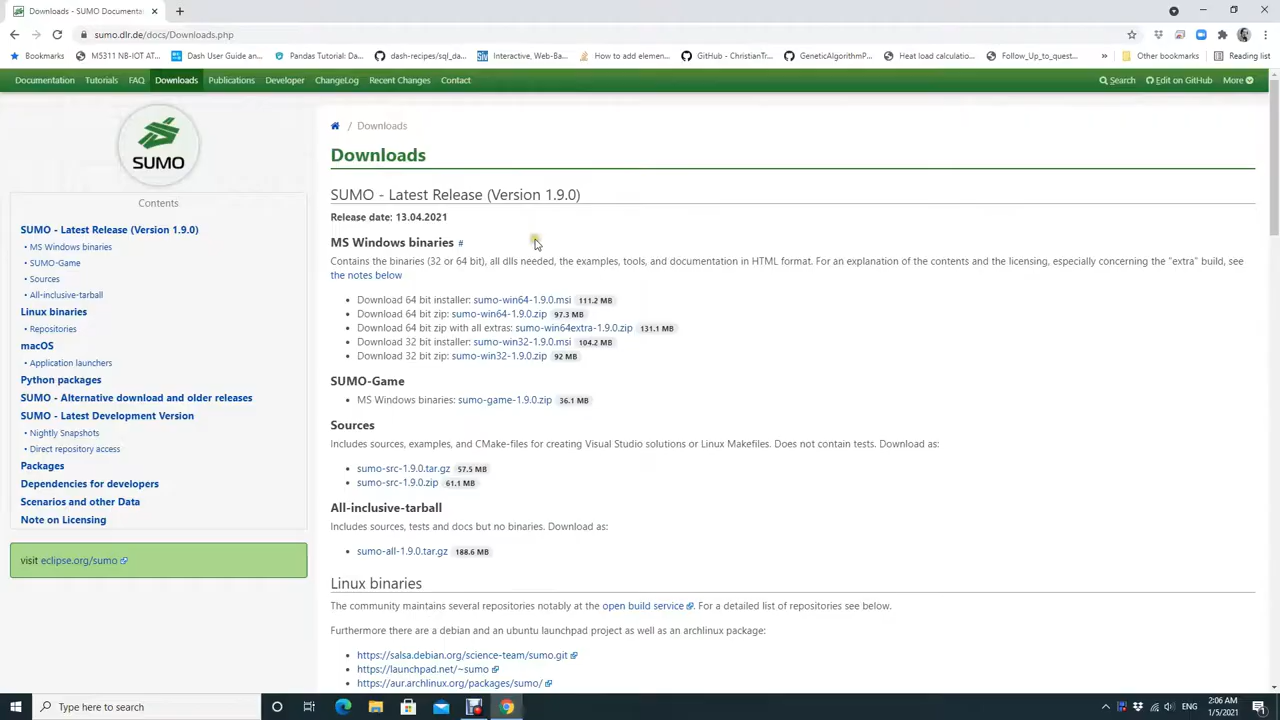 Downloads - SUMO Documentat
sumo.dlr.de/docs/Downloads.php
Bookmarks
M5311 NB-IOT AT...
Dash User Guide an...
Pandas Tutorial: Da...
dash-recipes/sql_da...
Interactive, Web-Ba...
How to add elemen...
GitHub - ChristianTr...
GeneticAlgorithmP...
Heat load calculatio...
Follow_Up_to_quest...
»
Other bookmarks
Reading list
Documentation
Tutorials
FAQ
Downloads
Publications
Developer
ChangeLog
Recent Changes
Contact
Search
Edit on GitHub
More
SUMO
Contents
SUMO - Latest Release (Version 1.9.0)
• MS Windows binaries
• SUMO-Game
• Sources
• All-inclusive-tarball
Linux binaries
• Repositories
macOS
• Application launchers
Python packages
SUMO - Alternative download and older releases
SUMO - Latest Development Version
• Nightly Snapshots
• Direct repository access
Packages
Dependencies for developers
Scenarios and other Data
Note on Licensing
visit eclipse.org/sumo
/ Downloads
Downloads
SUMO - Latest Release (Version 1.9.0)
Release date: 13.04.2021
MS Windows binaries #
Contains the binaries (32 or 64 bit), all dlls needed, the examples, tools, and documentation in HTML format. For an explanation of the contents and the licensing, especially concerning the "extra" build, see
the notes below
• Download 64 bit installer: sumo-win64-1.9.0.msi 111.2 MB
• Download 64 bit zip: sumo-win64-1.9.0.zip 97.3 MB
• Download 64 bit zip with all extras: sumo-win64extra-1.9.0.zip 131.1 MB
• Download 32 bit installer: sumo-win32-1.9.0.msi 104.2 MB
• Download 32 bit zip: sumo-win32-1.9.0.zip 92 MB
SUMO-Game
• MS Windows binaries: sumo-game-1.9.0.zip 36.1 MB
Sources
Includes sources, examples, and CMake-files for creating Visual Studio solutions or Linux Makefiles. Does not contain tests. Download as:
• sumo-src-1.9.0.tar.gz 57.5 MB
• sumo-src-1.9.0.zip 61.1 MB
All-inclusive-tarball
Includes sources, tests and docs but no binaries. Download as:
• sumo-all-1.9.0.tar.gz 188.6 MB
Linux binaries
The community maintains several repositories notably at the open build service. For a detailed list of repositories see below.
Furthermore there are a debian and an ubuntu launchpad project as well as an archlinux package:
• https://salsa.debian.org/science-team/sumo.git
• https://launchpad.net/~sumo
• https://aur.archlinux.org/packages/sumo/
Type here to search
ENG
2:06 AM
1/5/2021